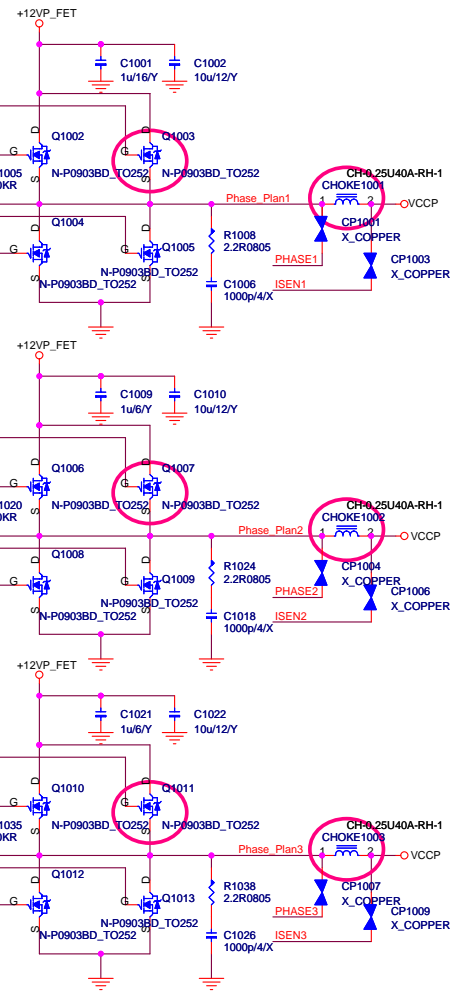 +12VP_FET
C1001
1u/16/Y
C1002
10u/12/Y
D
D
Q1002
Q1003
G
G
N-P0903BD_TO252
N-P0903BD_TO252
1005
0KR
S
S
CH-0.25U40A-RH-1
CHOKE1001
Phase_Plan1
1
2
VCCP
D
D
Q1004
Q1005
G
G
N-P0903BD_TO252
N-P0903BD_TO252
S
S
R1008
2.2R0805
C1006
1000p/4/X
CP1001
X_COPPER
PHASE1
CP1003
X_COPPER
ISEN1
+12VP_FET
C1009
1u/6/Y
C1010
10u/12/Y
D
D
Q1006
Q1007
G
G
N-P0903BD_TO252
N-P0903BD_TO252
1020
0KR
S
S
CH-0.25U40A-RH-1
CHOKE1002
Phase_Plan2
1
2
VCCP
D
D
Q1008
Q1009
G
G
N-P0903BD_TO252
N-P0903BD_TO252
S
S
R1024
2.2R0805
C1018
1000p/4/X
CP1004
X_COPPER
PHASE2
CP1006
X_COPPER
ISEN2
+12VP_FET
C1021
1u/6/Y
C1022
10u/12/Y
D
D
Q1010
Q1011
G
G
N-P0903BD_TO252
N-P0903BD_TO252
1035
0KR
S
S
CH-0.25U40A-RH-1
CHOKE1003
Phase_Plan3
1
2
VCCP
D
D
Q1012
Q1013
G
G
N-P0903BD_TO252
N-P0903BD_TO252
S
S
R1038
2.2R0805
C1026
1000p/4/X
CP1007
X_COPPER
PHASE3
CP1009
X_COPPER
ISEN3